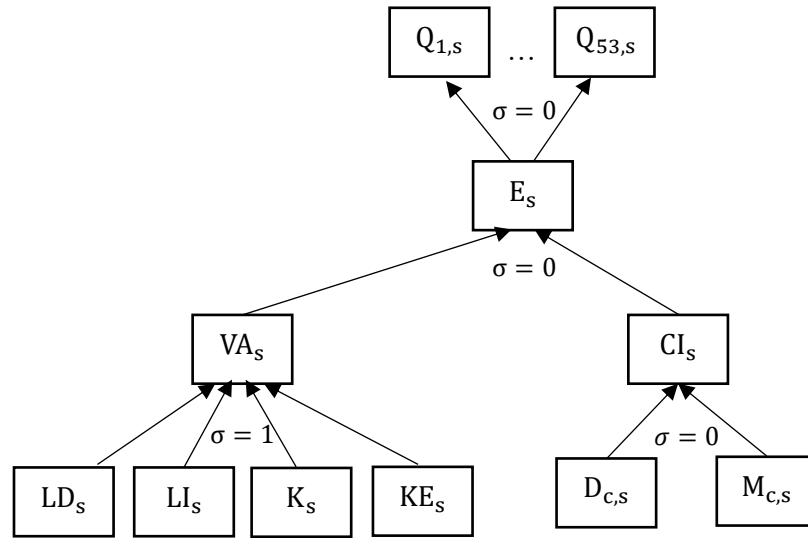 Q1,s … Q53,s
σ = 0
Es
σ = 0
VAs CIs
σ = 1 σ = 0
LDs LIs Ks KEs Dc,s Mc,s